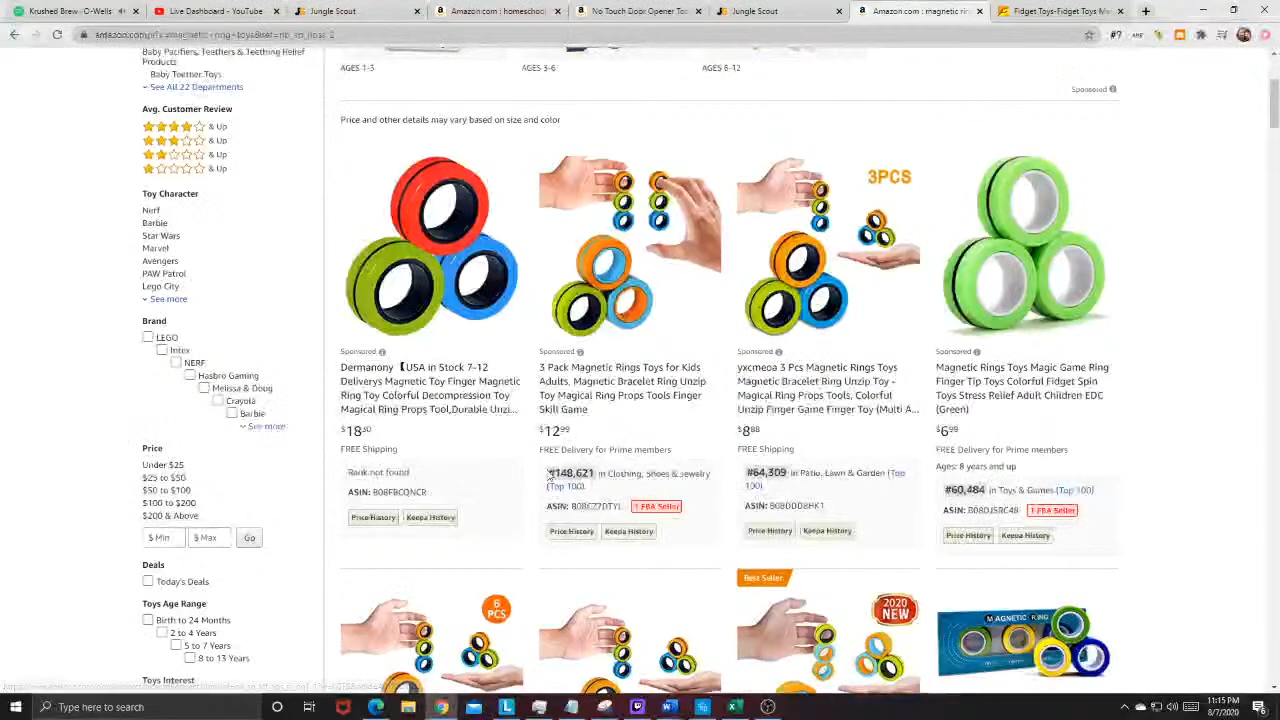 Krushed Brew-O-Wells
Download - YouTube
Jungle Scout
Amazon.com : homeschool
No Touch Door Opener Too
Jungle Scout
Amazon.com : magnetic ri
Fidget Toys-Fidget Toys M
Baby Pacifiers, Teethers & Teething Relief
Products
Baby Teether Toys
See All 22 Departments
Avg. Customer Review
& Up
& Up
& Up
& Up
Toy Character
Nerf
Barbie
Star Wars
Marvel
Avengers
PAW Patrol
Lego City
See more
Brand
LEGO
Intex
NERF
Hasbro Gaming
Melissa & Doug
Crayola
Barbie
See more
Price
Under $25
$25 to $50
$50 to $100
$100 to $200
$200 & Above
$ Min
$ Max
Go
Deals
Today's Deals
Toys Age Range
Birth to 24 Months
2 to 4 Years
5 to 7 Years
8 to 13 Years
Toys Interest
AGES 1-3
AGES 3-6
AGES 6-12
Sponsored
Price and other details may vary based on size and color
Sponsored
Dermanony 【USA in Stock 7-12
Deliverys Magnetic Toy Finger Magnetic
Ring Toy Colorful Decompression Toy
Magical Ring Props Tool,Durable Unzi...
$18.30
FREE Shipping
Rank not found
Price History
Keepa History
Sponsored
3 Pack Magnetic Rings Toys for Kids
Adults, Magnetic Bracelet Ring Unzip
Toy Magical Ring Props Tools Finger
Skill Game
$12.99
FREE Delivery for Prime members
#148,621 in Clothing, Shoes & Jewelry
(Top 100)
1 FBA Seller
Price History
Keepa History
3PCS
Sponsored
yxcmeoa 3 Pcs Magnetic Rings Toys
Magnetic Bracelet Ring Unzip Toy -
Magical Ring Props Tools, Colorful
Unzip Finger Game Finger Toy (Multi A...
$8.88
FREE Shipping
#64,309 in Patio, Lawn & Garden (Top
100)
Price History
Keepa History
Sponsored
Magnetic Rings Toys Magic Game Ring
Finger Tip Toys Colorful Fidget Spin
Toys Stress Relief Adult Children EDC
(Green)
$6.99
FREE Delivery for Prime members
Ages: 8 years and up
#60,484 in Toys & Games (Top 100)
1 FBA Seller
Price History
Keepa History
6
PCS
Best Seller
2020
NEW
MAGNETIC RING
Type here to search
11:15 PM
8/7/2020